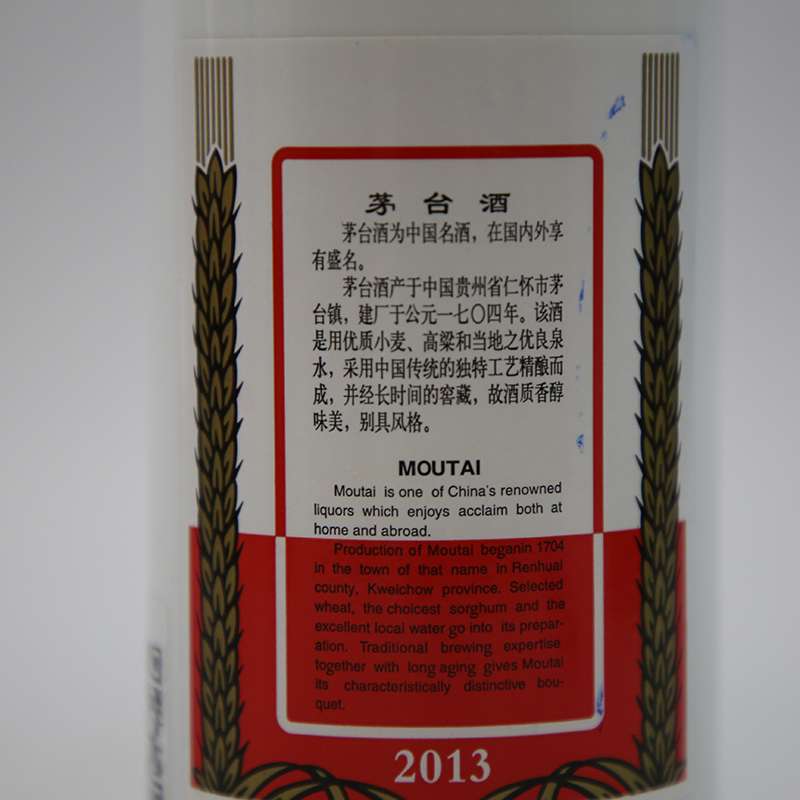 茅台酒
茅台酒为中国名酒，在国内外享
有盛名。
茅台酒产于中国贵州省仁怀市茅
台镇，建厂于公元一七〇四年。该酒
是用优质小麦、高粱和当地之优良泉
水，采用中国传统的独特工艺精酿而
成，并经长时间的窖藏，故酒质香醇
味美，别具风格。
MOUTAI
Moutai is one of China's renowned
liquors which enjoys acclaim both at
home and abroad.
Production of Moutai beganin 1704
in the town of that name in Renhuai
county, Kweichow province. Selected
wheat, the choicest sorghum and the
excellent local water go into its prepar-
ation. Traditional brewing expertise
together with long aging gives Moutai
its characteristically distinctive bou-
quet.
2013